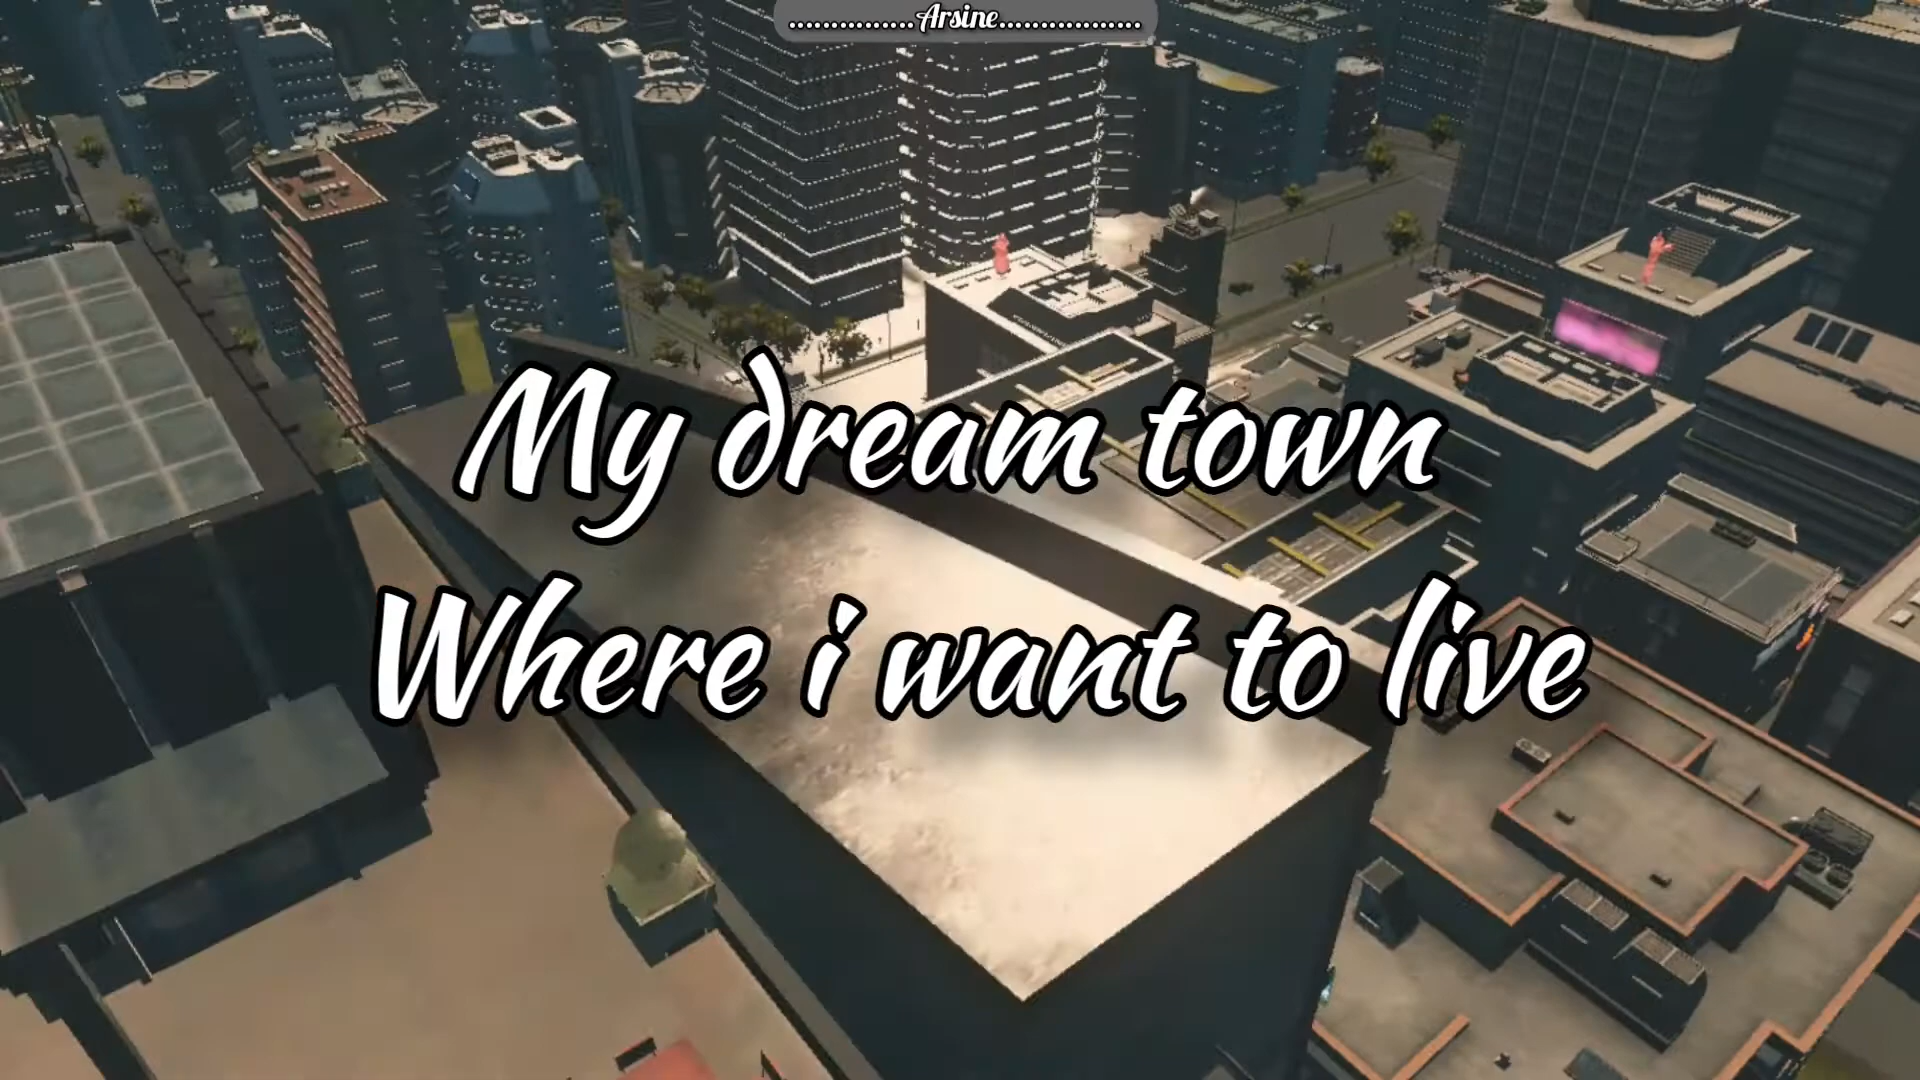 ...............Arsine.................
My dream town
Where i want to live